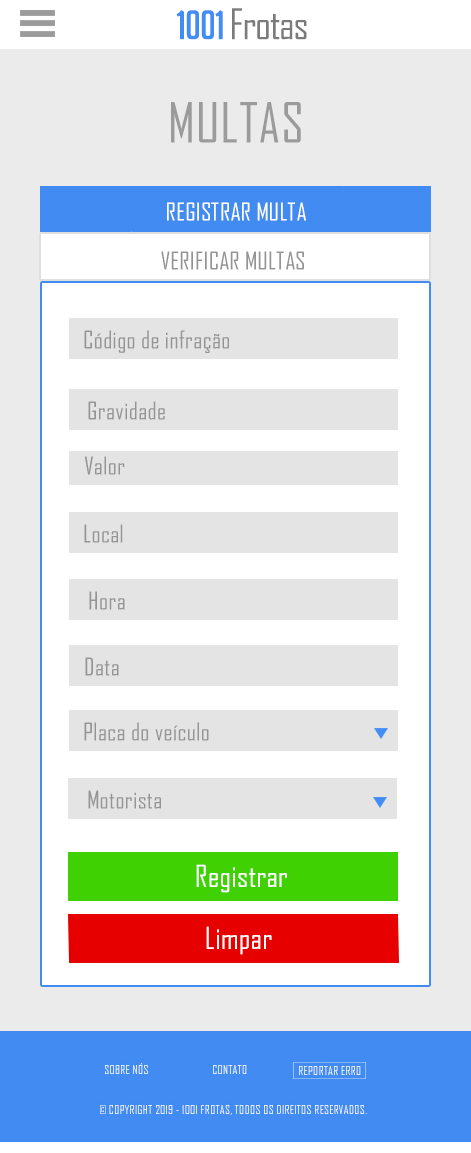 1001 Frotas
MULTAS
REGISTRAR MULTA
VERIFICAR MULTAS
Código de infração
Gravidade
Valor
Local
Hora
Data
Placa do veículo
Motorista
Registrar
Limpar
SOBRE NÓS CONTATO REPORTAR ERRO
© COPYRIGHT 2019 - 1001 FROTAS, TODOS OS DIREITOS RESERVADOS.